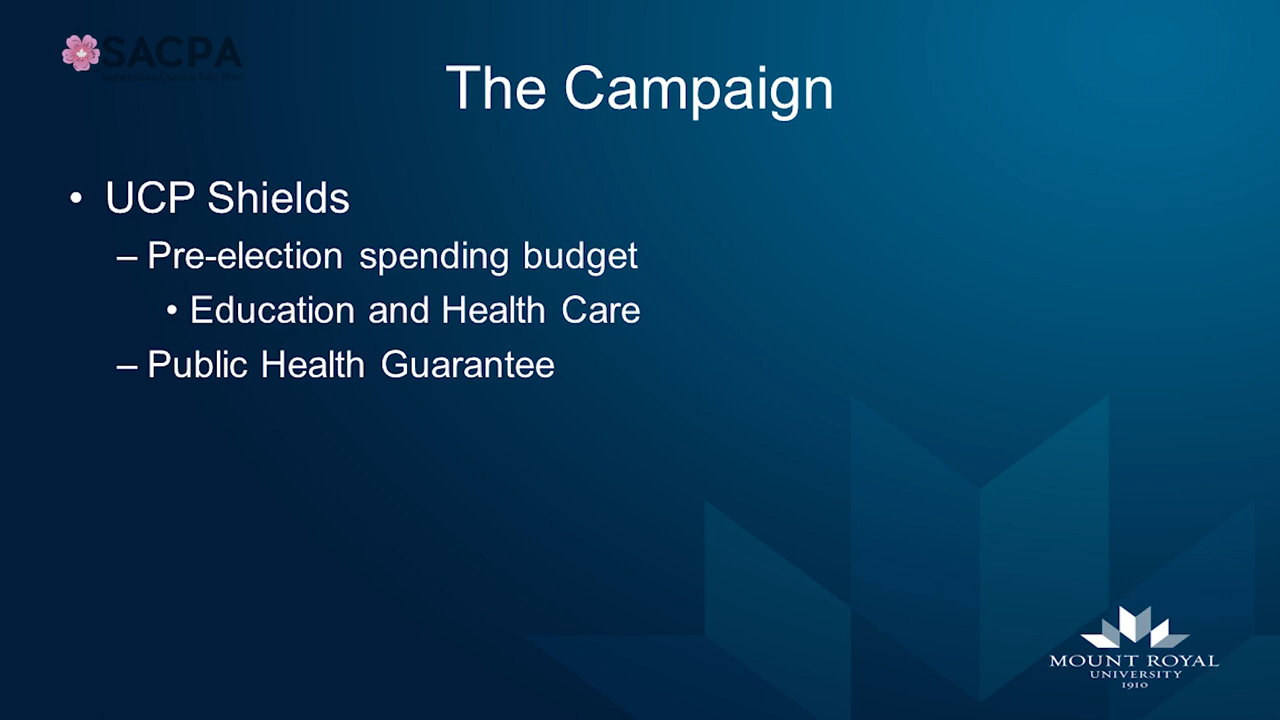 SACPA
The Campaign
• UCP Shields
– Pre-election spending budget
• Education and Health Care
– Public Health Guarantee
MOUNT ROYAL
UNIVERSITY
1910